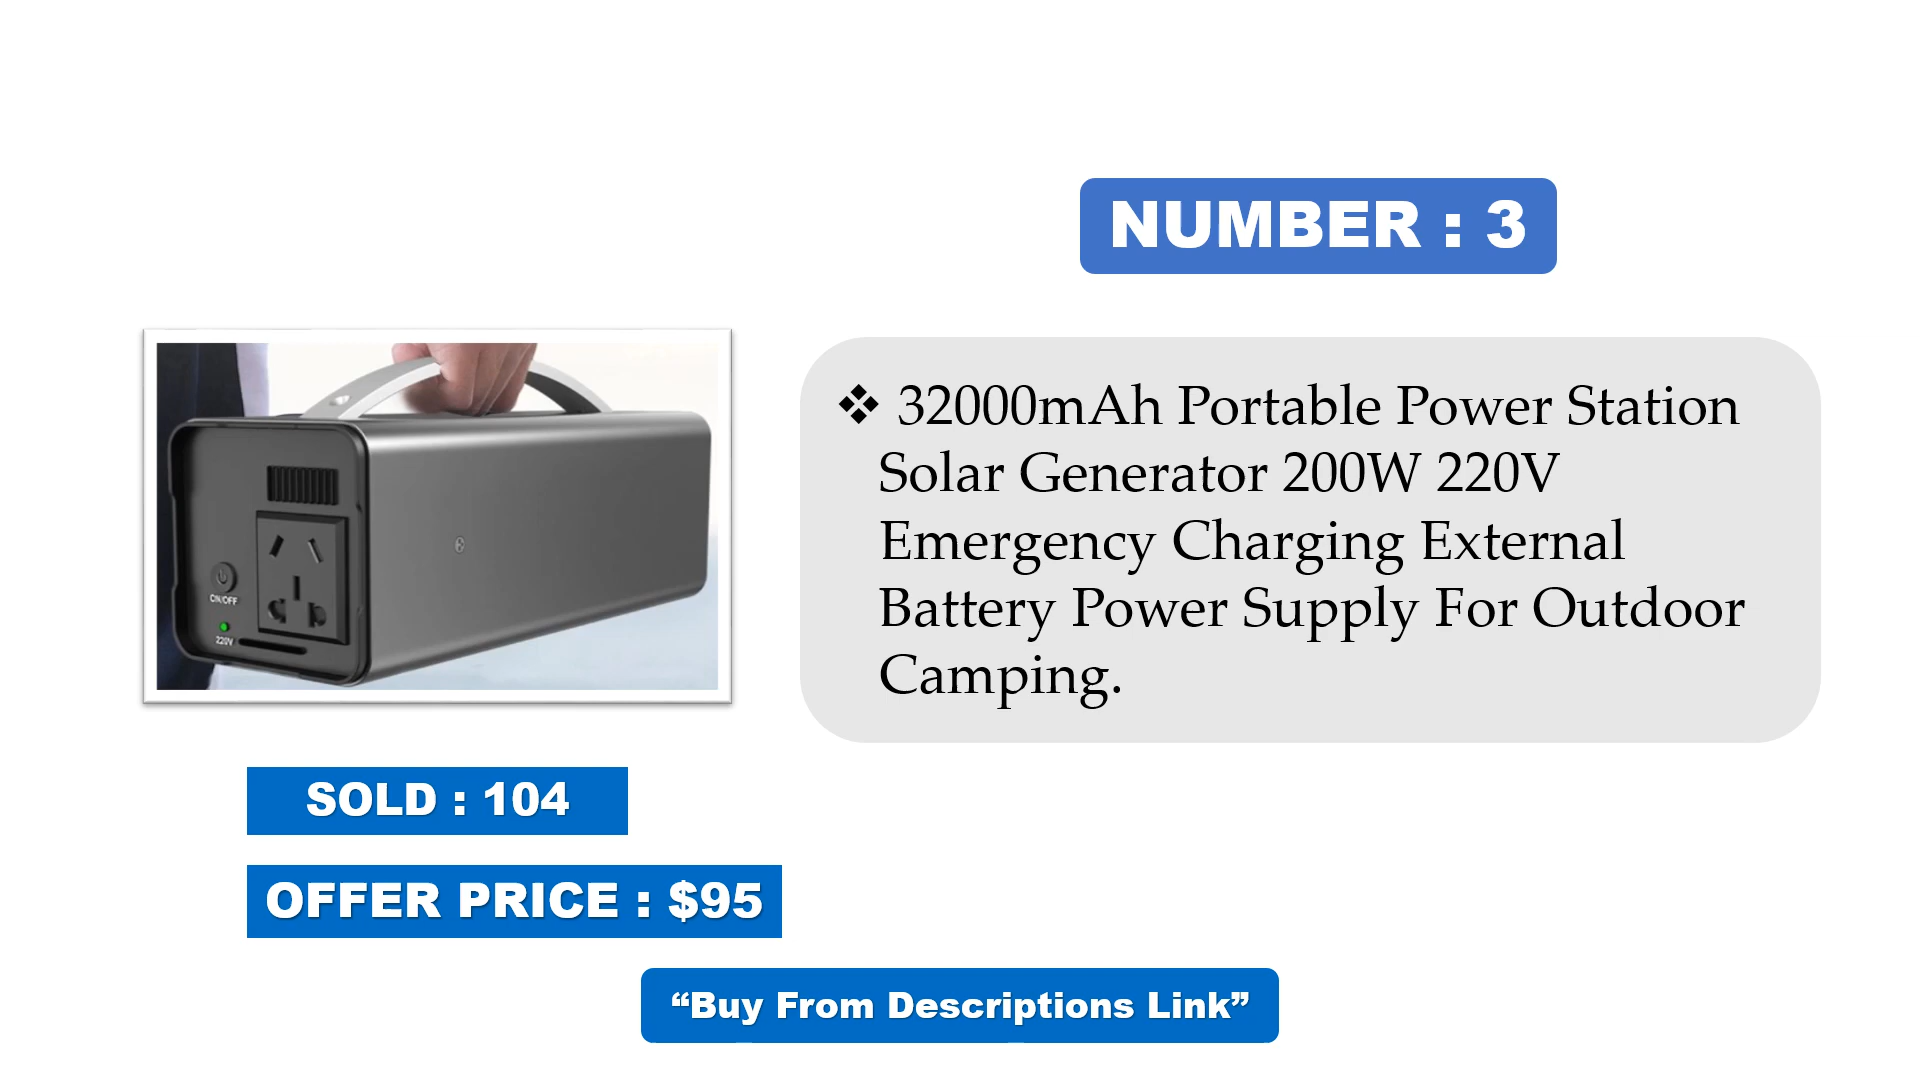 NUMBER : 3
❖ 32000mAh Portable Power Station
Solar Generator 200W 220V
Emergency Charging External
Battery Power Supply For Outdoor
Camping.
ON/OFF
220V
SOLD : 104
OFFER PRICE : $95
“Buy From Descriptions Link”